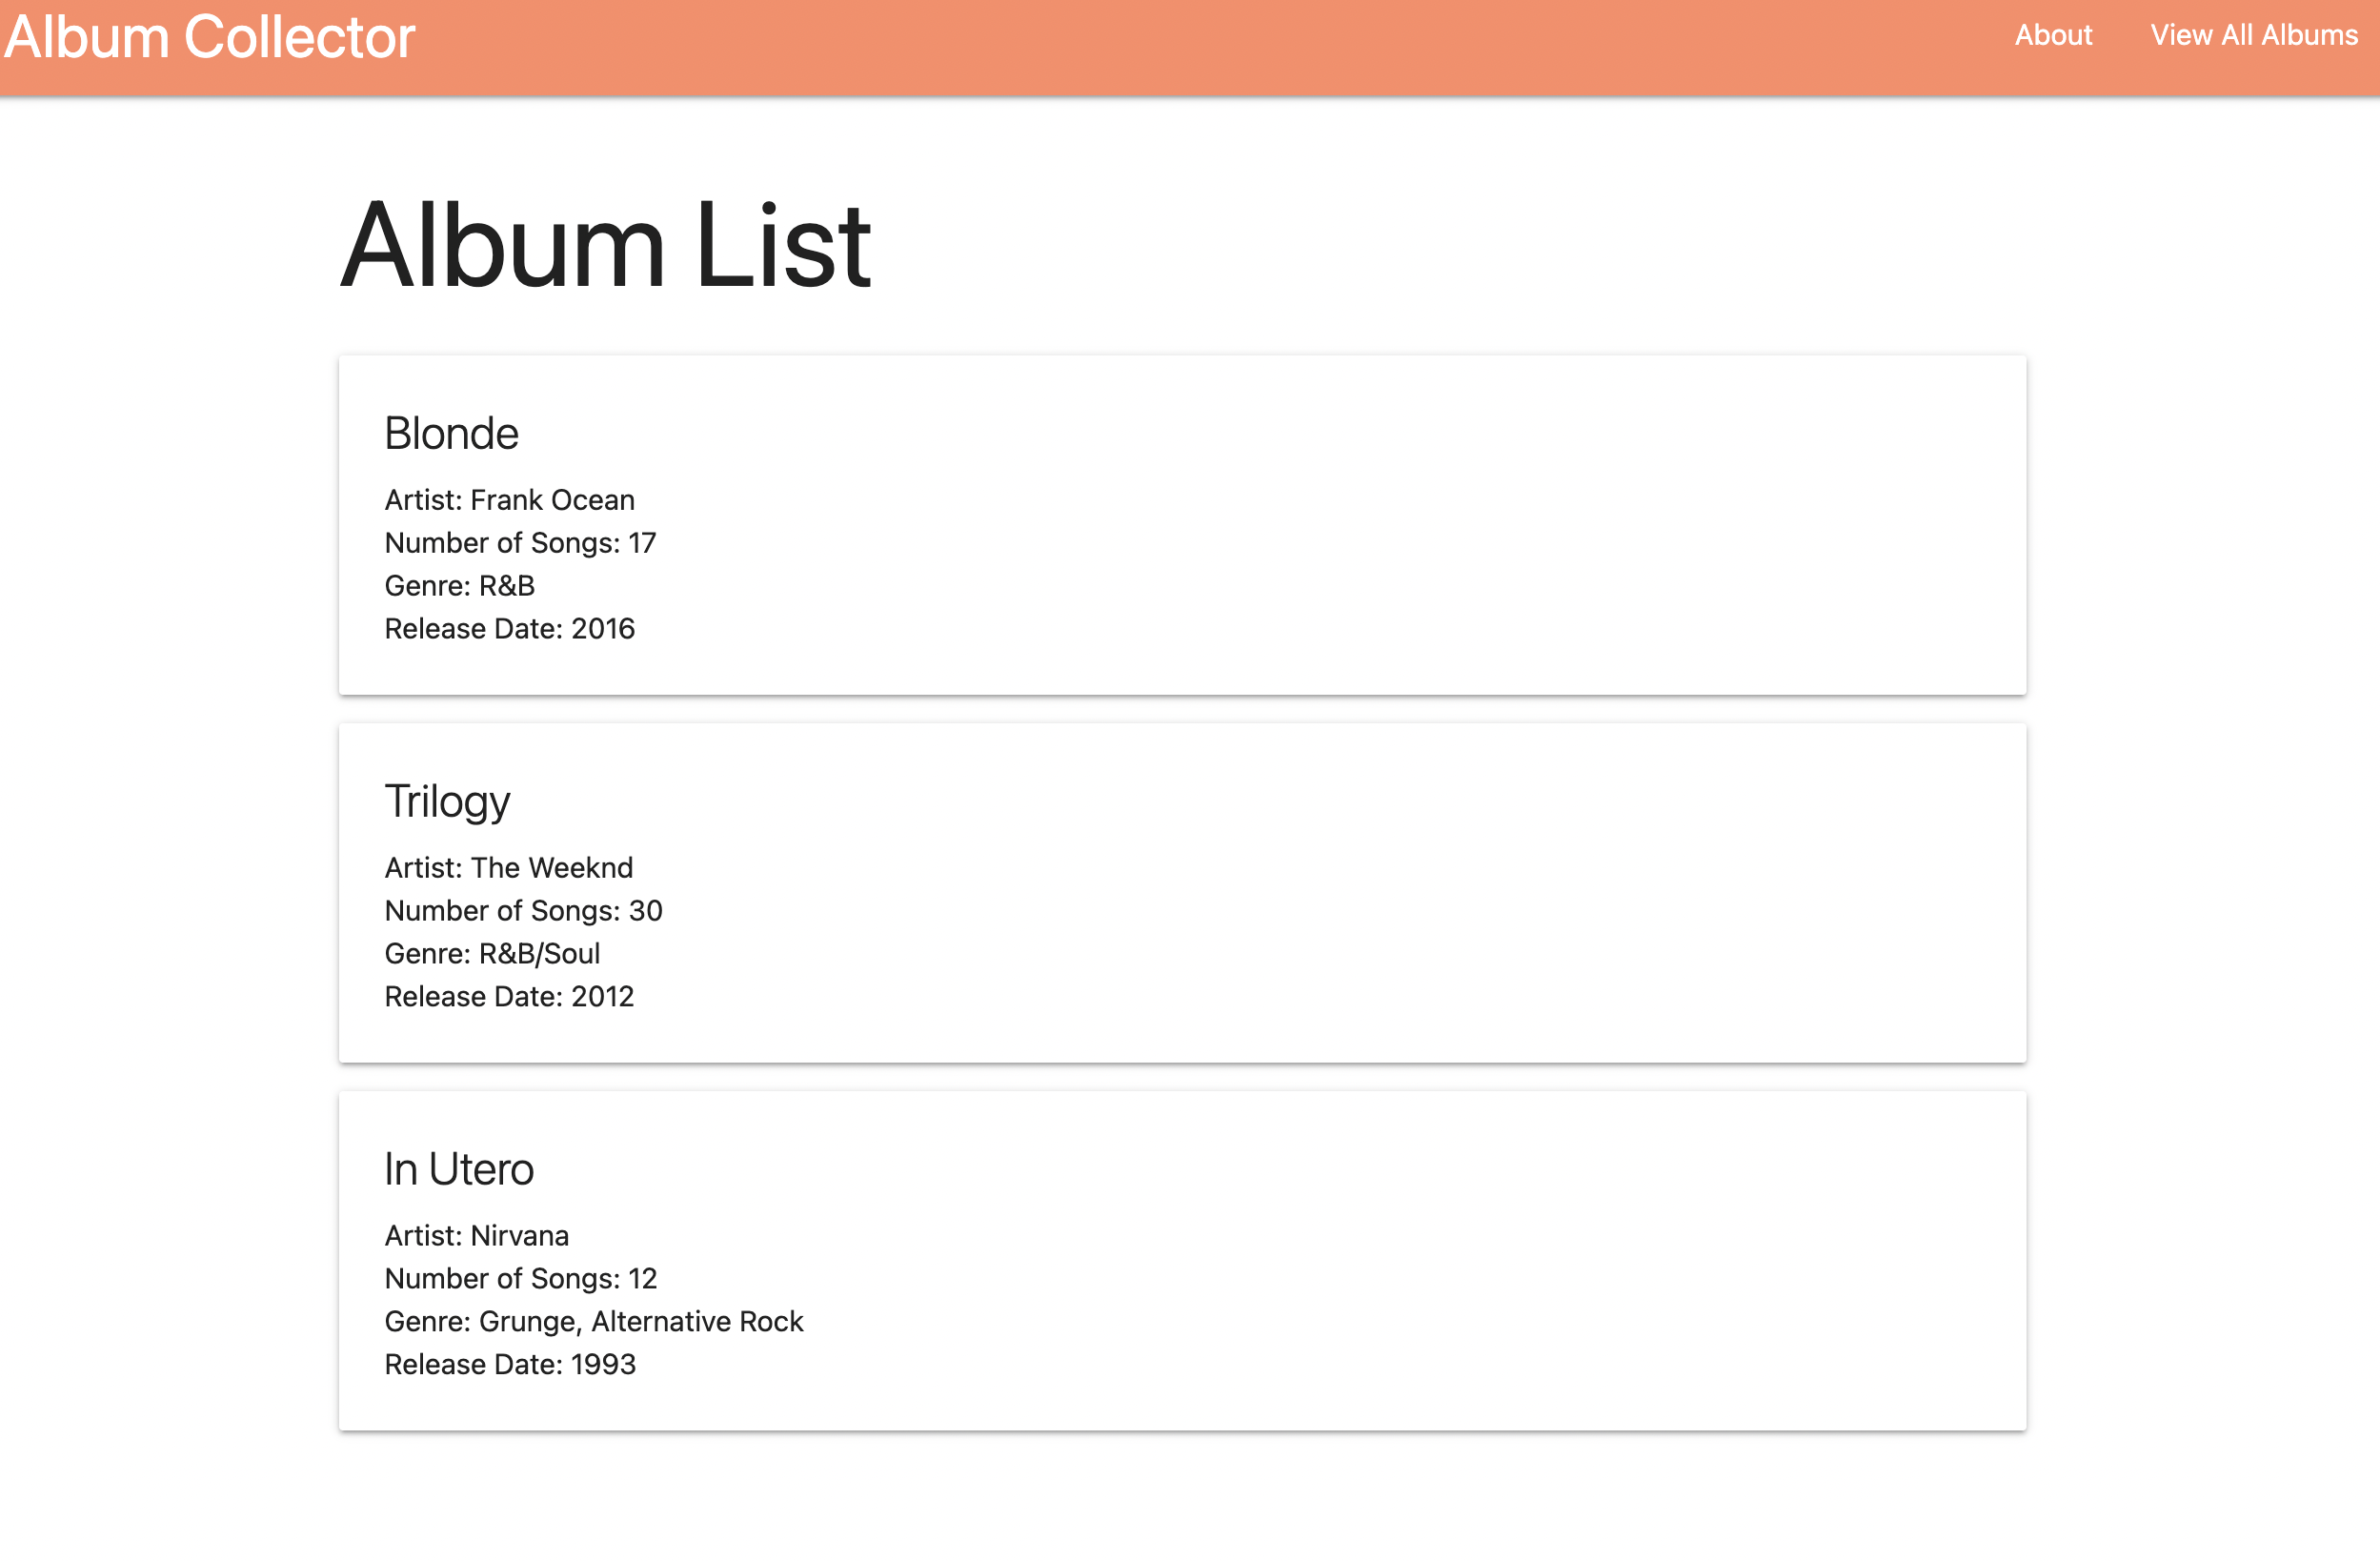 Album Collector
About
View All Albums
Album List
Blonde
Artist: Frank Ocean
Number of Songs: 17
Genre: R&B
Release Date: 2016
Trilogy
Artist: The Weeknd
Number of Songs: 30
Genre: R&B/Soul
Release Date: 2012
In Utero
Artist: Nirvana
Number of Songs: 12
Genre: Grunge, Alternative Rock
Release Date: 1993